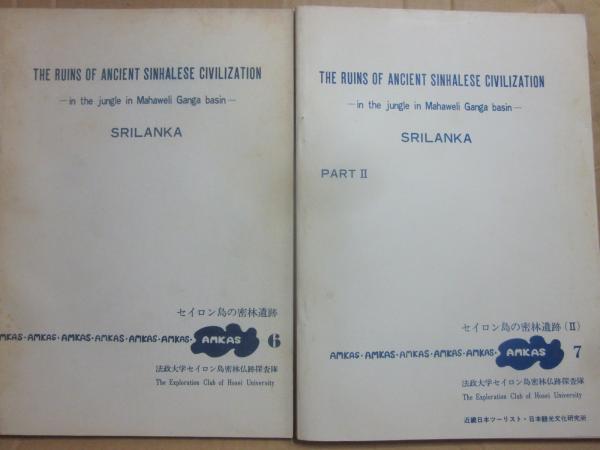 THE RUINS OF ANCIENT SINHALESE CIVILIZATION
—in the jungle in Mahaweli Ganga basin—
SRILANKA
セイロン島の密林遺跡
AMKAS・AMKAS・AMKAS・AMKAS・AMKAS・AMKAS・ AMKAS 6
法政大学セイロン島密林仏跡探査隊
The Exploration Club of Hosei University
THE RUINS OF ANCIENT SINHALESE CIVILIZATION
—in the jungle in Mahaweli Ganga basin—
SRILANKA
PART II
セイロン島の密林遺跡(II)
AMKAS・AMKAS・AMKAS・AMKAS・AMKAS・ AMKAS 7
法政大学セイロン島密林仏跡探査隊
The Exploration Club of Hosei University
近畿日本ツーリスト・日本観光文化研究所